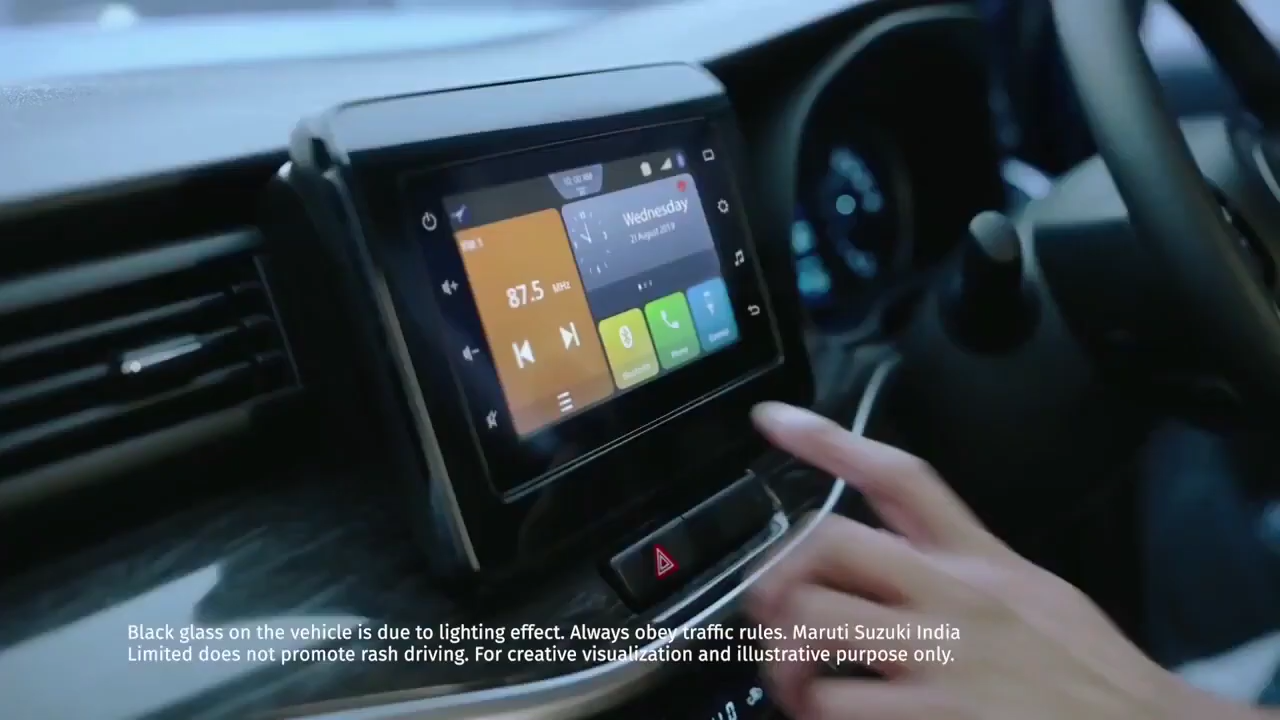 Wednesday
21 August 2019
87.5 MHz
Phone
Black glass on the vehicle is due to lighting effect. Always obey traffic rules. Maruti Suzuki India
Limited does not promote rash driving. For creative visualization and illustrative purpose only.